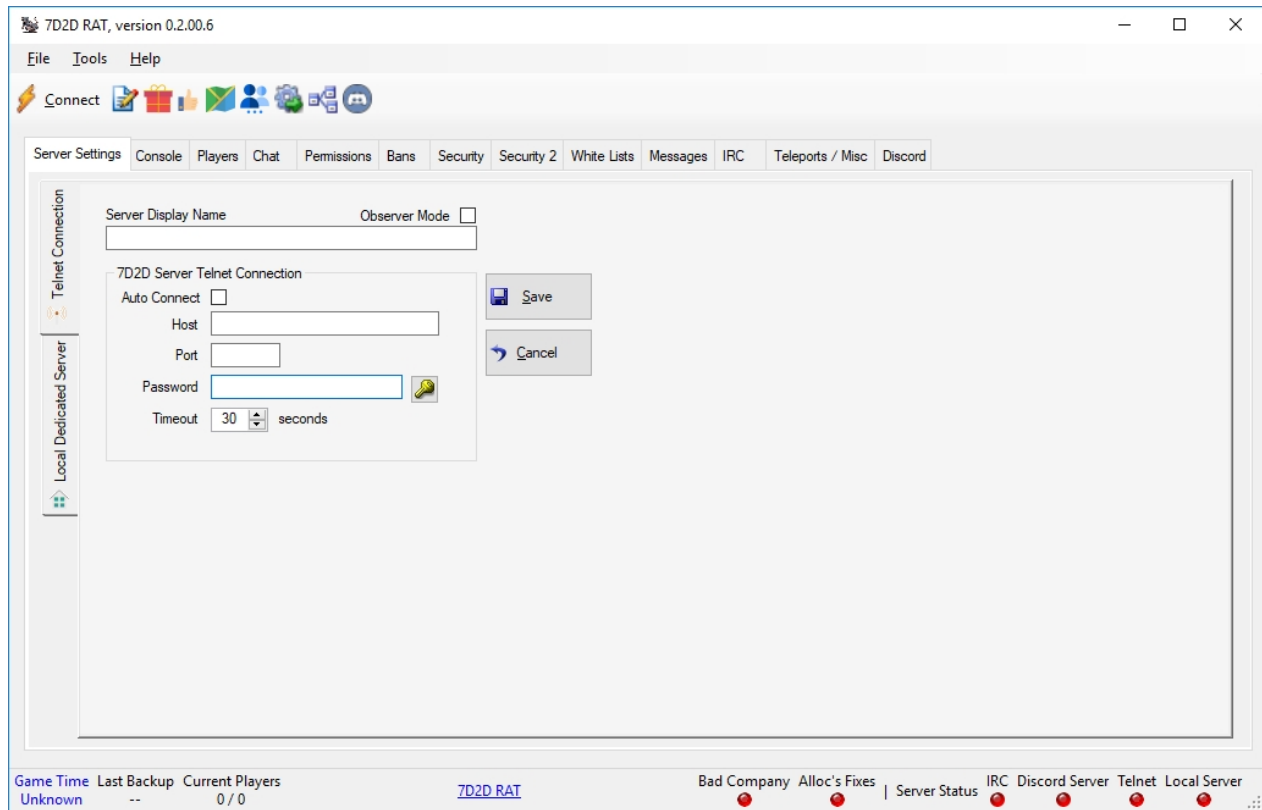 7D2D RAT, version 0.2.00.6
File Tools Help
Connect
Server Settings Console Players Chat Permissions Bans Security Security 2 White Lists Messages IRC Teleports / Misc Discord
Telnet Connection
Local Dedicated Server
Server Display Name Observer Mode
7D2D Server Telnet Connection
Auto Connect
Host
Port
Password
Timeout 30 seconds
Save
Cancel
Game Time Last Backup Current Players
Unknown -- 0 / 0
7D2D RAT
Bad Company Alloc's Fixes | Server Status IRC Discord Server Telnet Local Server